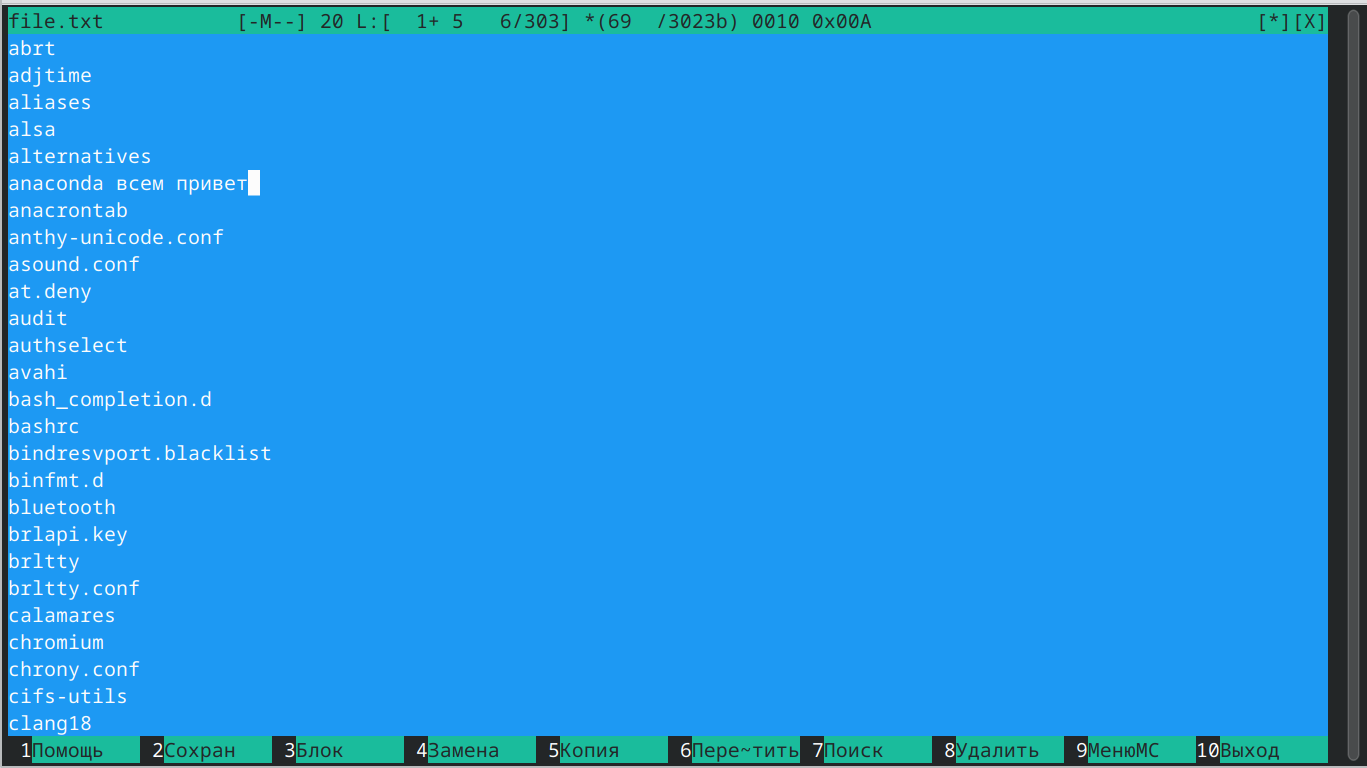 file.txt [-M--] 20 L:[ 1+ 5 6/303] *(69 /3023b) 0010 0x00A [*][X]
abrt
adjtime
aliases
alsa
alternatives
anaconda всем привет
anacrontab
anthy-unicode.conf
asound.conf
at.deny
audit
authselect
avahi
bash_completion.d
bashrc
bindresvport.blacklist
binfmt.d
bluetooth
brlapi.key
brltty
brltty.conf
calamares
chromium
chrony.conf
cifs-utils
clang18
1Помощь 2Сохран 3Блок 4Замена 5Копия 6Пере~тить 7Поиск 8Удалить 9МенюМС 10Выход